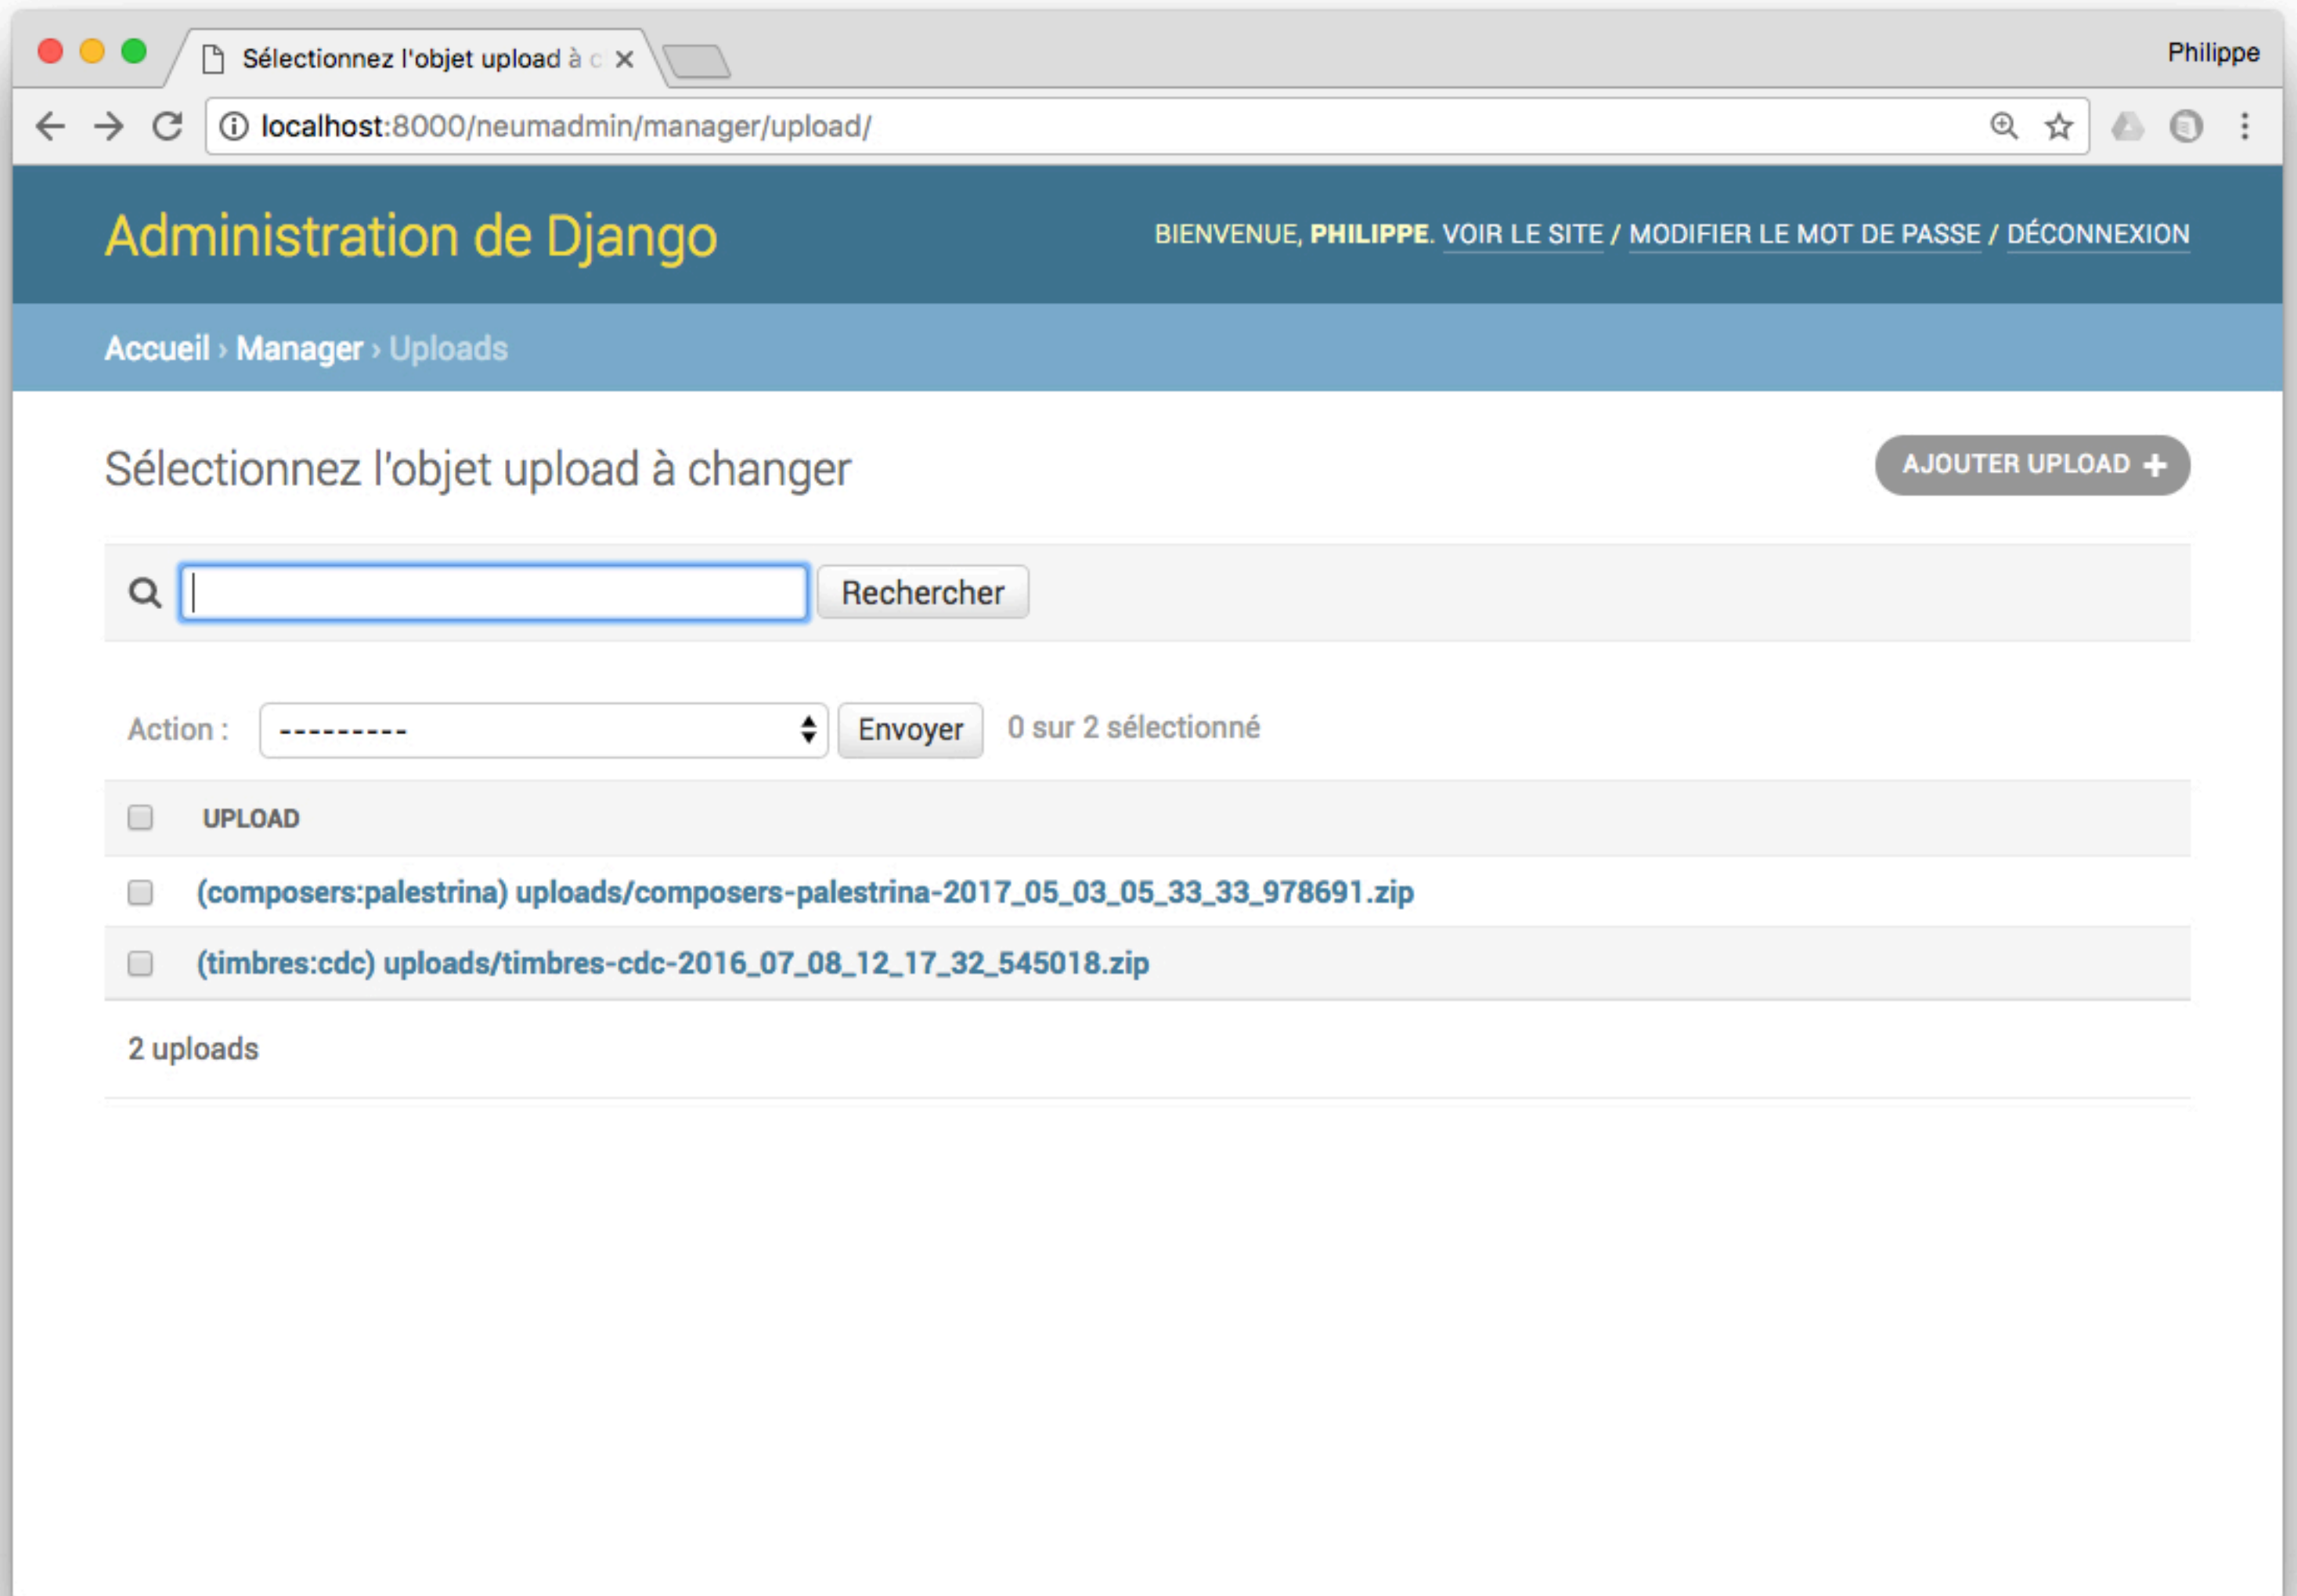 Sélectionnez l'objet upload à c
Philippe
localhost:8000/neumadmin/manager/upload/
Administration de Django
BIENVENUE, PHILIPPE. VOIR LE SITE / MODIFIER LE MOT DE PASSE / DÉCONNEXION
Accueil › Manager › Uploads
Sélectionnez l'objet upload à changer
AJOUTER UPLOAD +
Rechercher
Action : --------- Envoyer 0 sur 2 sélectionné
UPLOAD
(composers:palestrina) uploads/composers-palestrina-2017_05_03_05_33_33_978691.zip
(timbres:cdc) uploads/timbres-cdc-2016_07_08_12_17_32_545018.zip
2 uploads